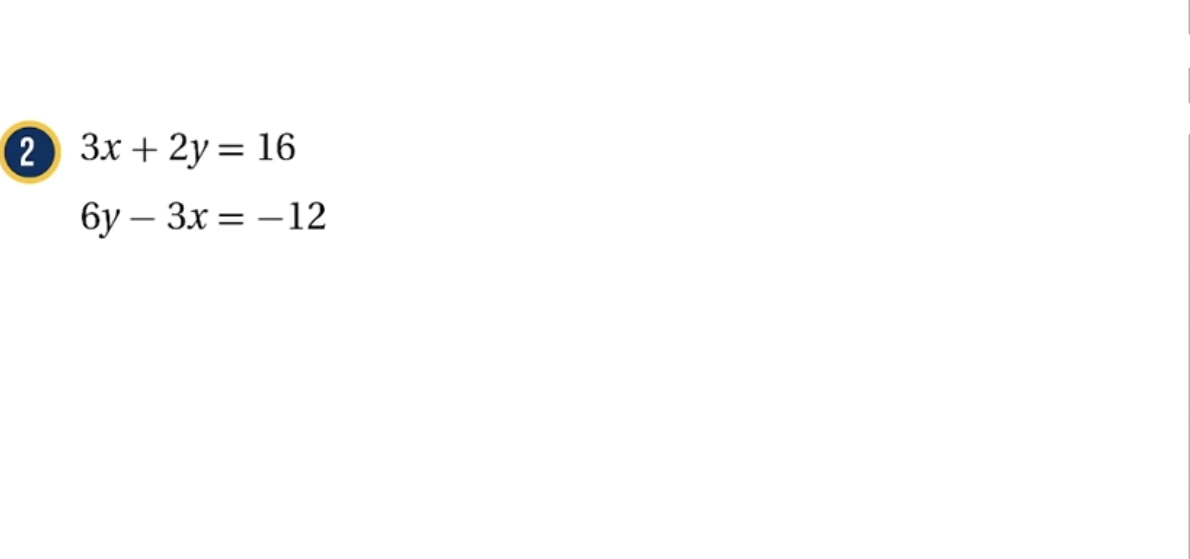 2 3x + 2y = 16
6y − 3x = −12